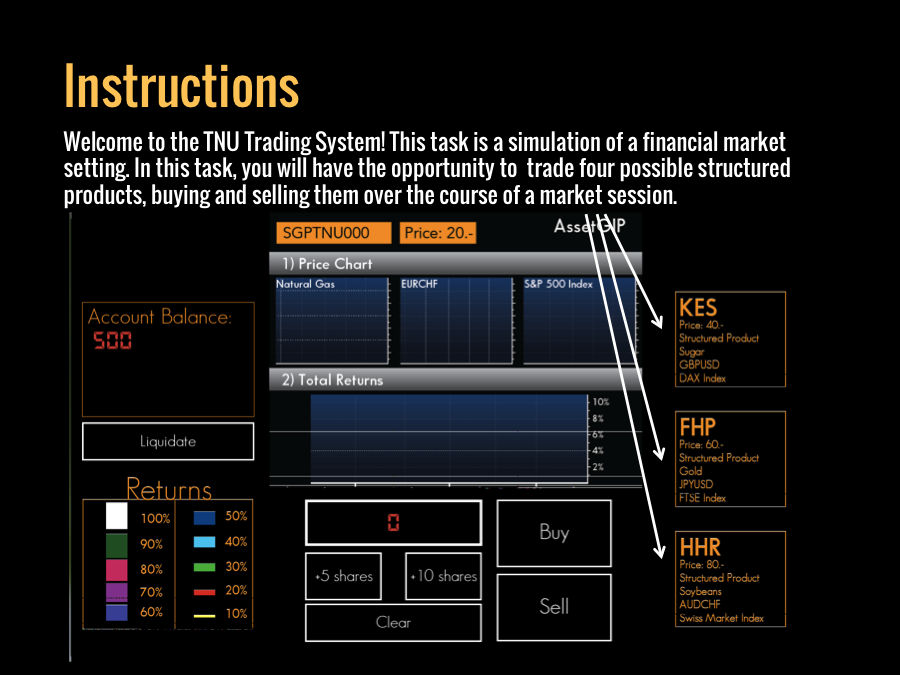 Instructions
Welcome to the TNU Trading System! This task is a simulation of a financial market
setting. In this task, you will have the opportunity to trade four possible structured
products, buying and selling them over the course of a market session.
SGPTNU000
Price: 20.-
AssetGIP
1) Price Chart
Natural Gas
EURCHF
S&P 500 Index
Account Balance:
500
Liquidate
2) Total Returns
10%
8%
6%
4%
2%
Returns
100%
90%
80%
70%
60%
50%
40%
30%
20%
10%
0
+5 shares
+10 shares
Clear
Buy
Sell
KES
Price: 40.-
Structured Product
Sugar
GBPUSD
DAX Index
FHP
Price: 60.-
Structured Product
Gold
JPYUSD
FTSE Index
HHR
Price: 80.-
Structured Product
Soybeans
AUDCHF
Swiss Market Index